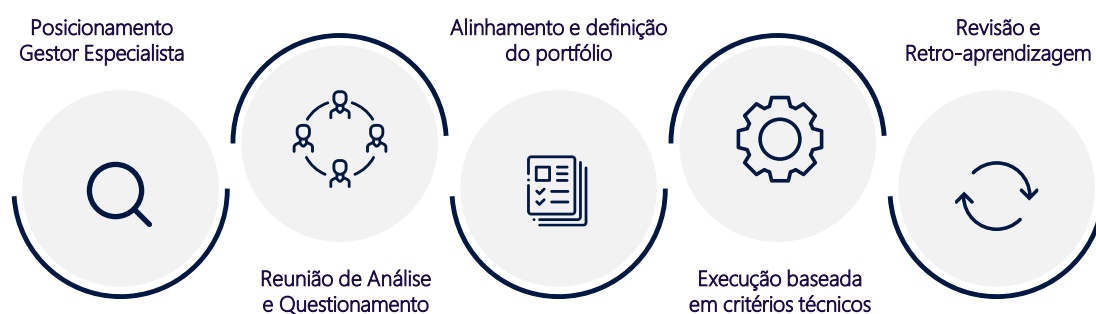 Posicionamento
Gestor Especialista
Reunião de Análise
e Questionamento
Alinhamento e definição
do portfólio
Execução baseada
em critérios técnicos
Revisão e
Retro-aprendizagem